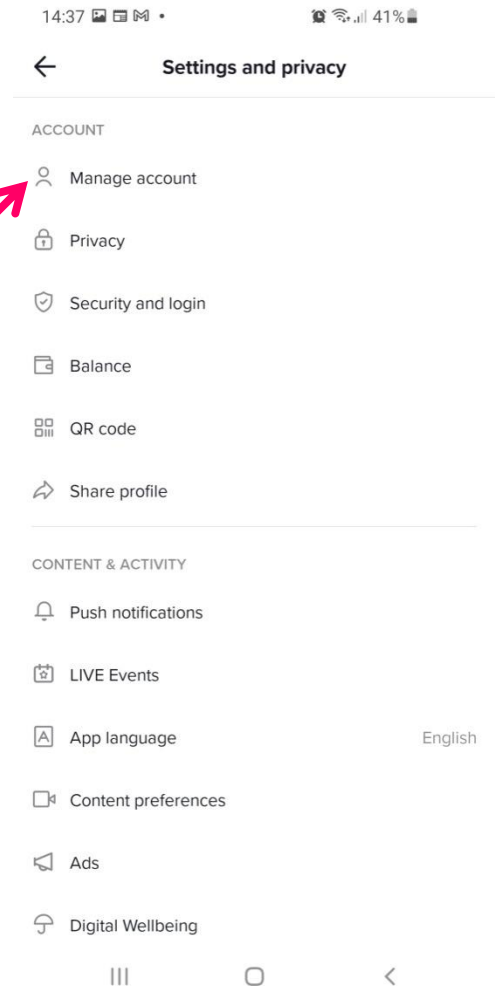 14:37 41%
Settings and privacy
ACCOUNT
Manage account
Privacy
Security and login
Balance
QR code
Share profile
CONTENT & ACTIVITY
Push notifications
LIVE Events
App language English
Content preferences
Ads
Digital Wellbeing